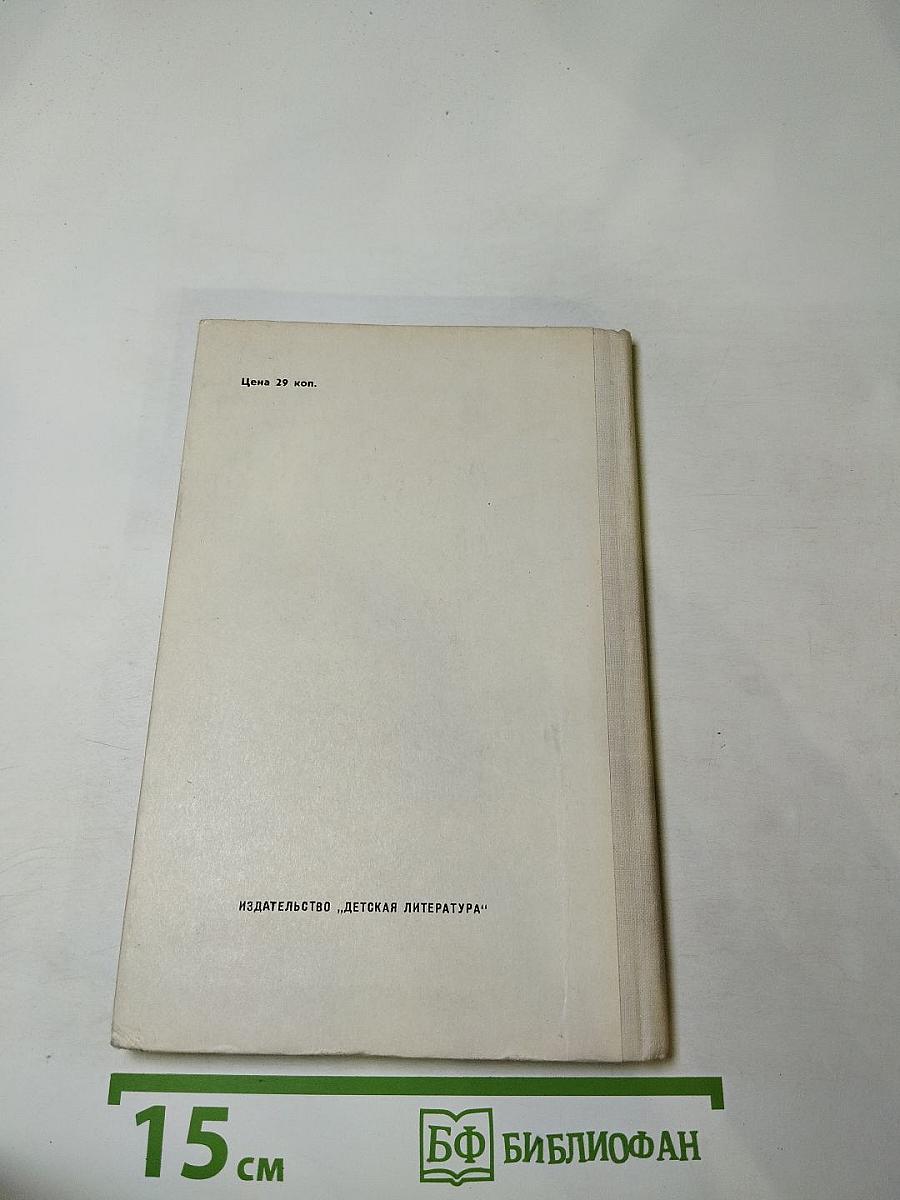 Цена 29 коп.
ИЗДАТЕЛЬСТВО „ДЕТСКАЯ ЛИТЕРАТУРА“
15 см
БФ БИБЛИОФАН